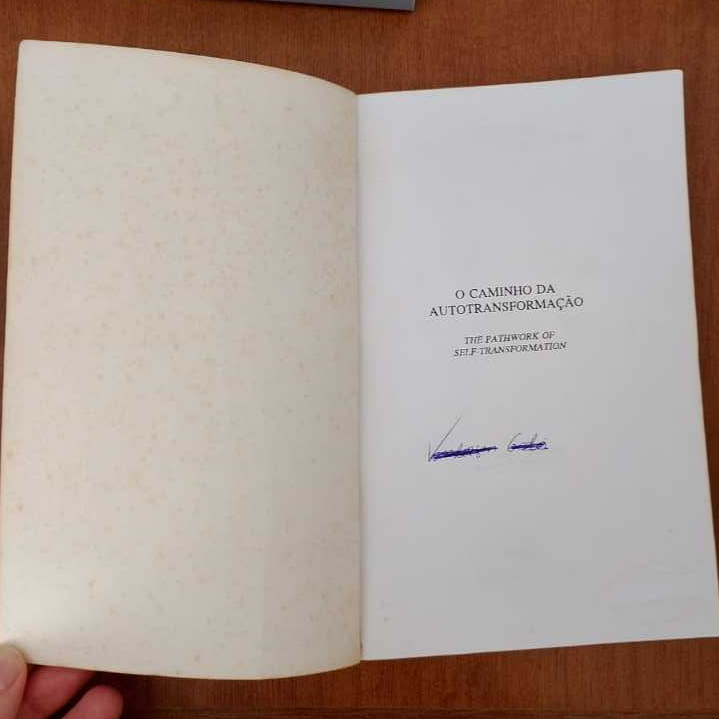 O CAMINHO DA
AUTOTRANSFORMAÇÃO
THE PATHWORK OF
SELF-TRANSFORMATION